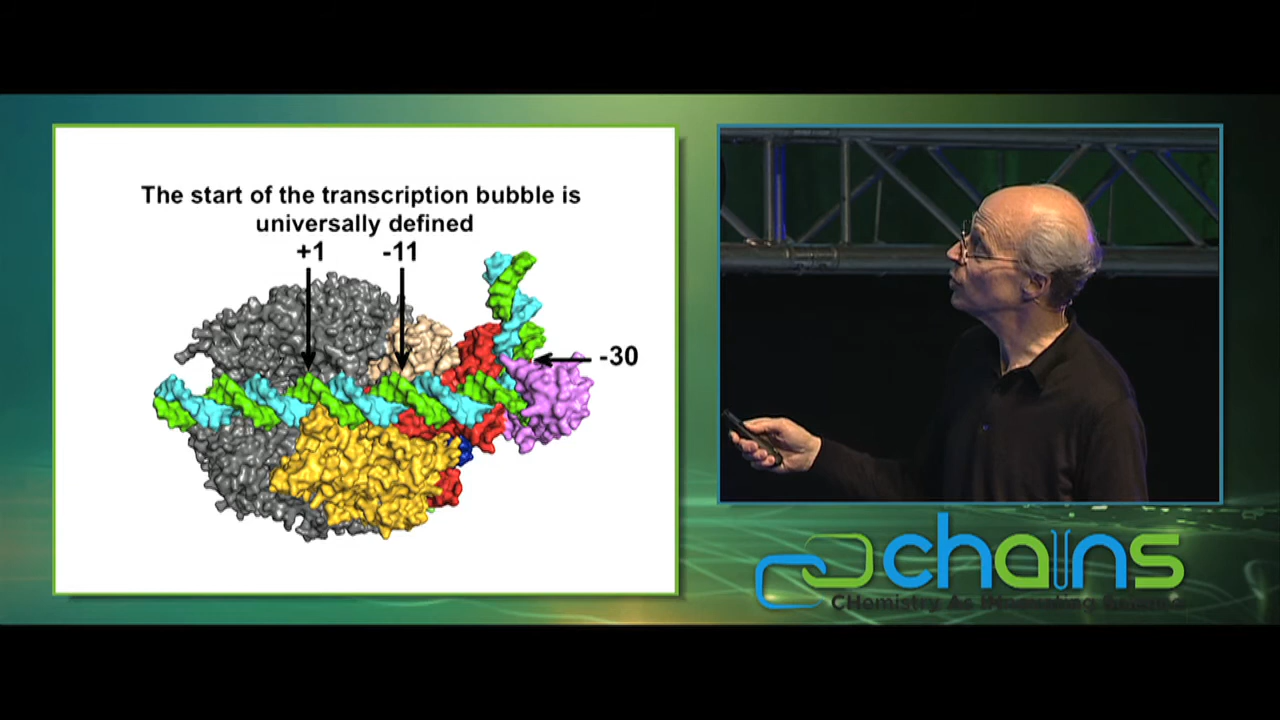 The start of the transcription bubble is
universally defined
+1 -11
-30
chains
CHemistry As INnovating Science